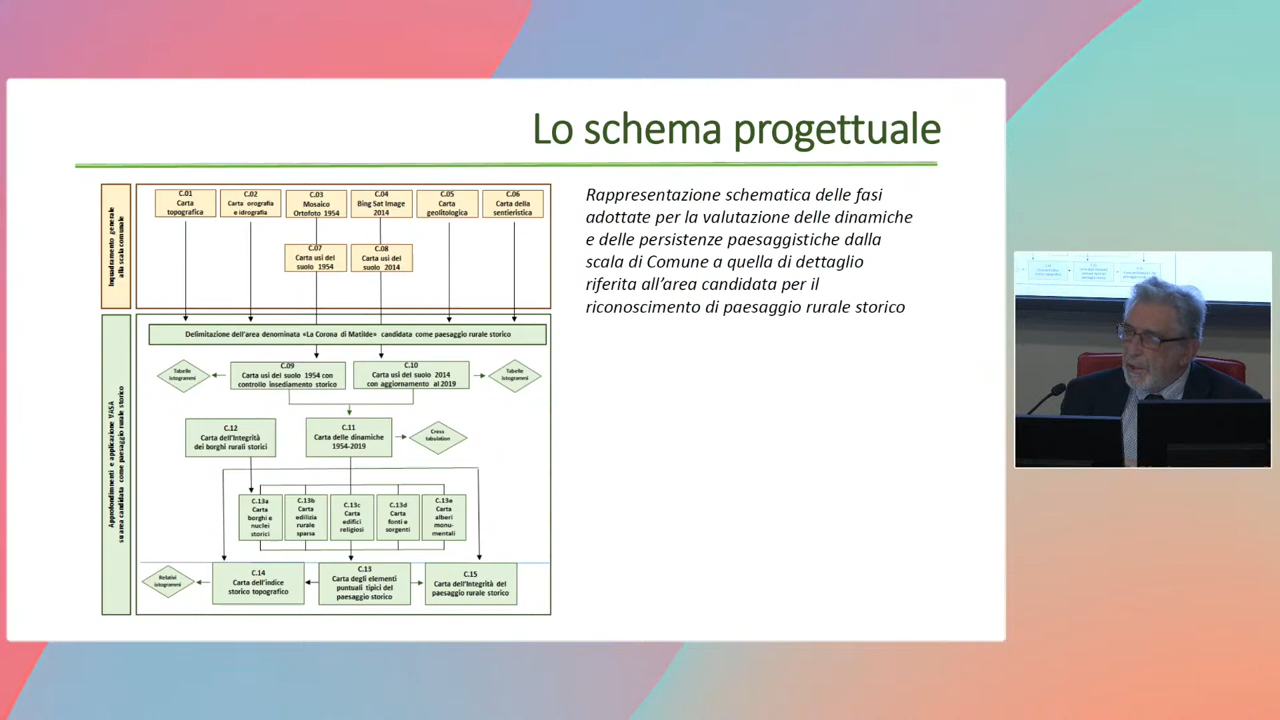 Lo schema progettuale
Inquadramento generale
alla scala comunale
C.01
Carta
topografica
C.02
Carta orografia
e idrografia
C.03
Mosaico
Ortofoto 1954
C.04
Bing Sat Image
2014
C.05
Carta
geolitologica
C.06
Carta della
sentieristica
C.07
Carta usi del
suolo 1954
C.08
Carta usi del
suolo 2014
Approfondimenti e applicazione VASA
su area candidata come paesaggio rurale storico
Delimitazione dell'area denominata «La Corona di Matilde» candidata come paesaggio rurale storico
Tabelle
istogrammi
C.09
Carta usi del suolo 1954 con
controllo insediamento storico
C.10
Carta usi del suolo 2014
con aggiornamento al 2019
Tabelle
istogrammi
C.12
Carta dell'Integrità
dei borghi rurali storici
C.11
Carta delle dinamiche
1954-2019
Cross
tabulation
C.13a
Carta
borghi e
nuclei
storici
C.13b
Carta
edilizia
rurale
sparsa
C.13c
Carta
edifici
religiosi
C.13d
Carta
fonti e
sorgenti
C.13e
Carta
alberi
monu-
mentali
Relativi
istogrammi
C.14
Carta dell'indice
storico topografico
C.13
Carta degli elementi
puntuali tipici del
paesaggio storico
C.15
Carta dell'Integrità del
paesaggio rurale storico
Rappresentazione schematica delle fasi
adottate per la valutazione delle dinamiche
e delle persistenze paesaggistiche dalla
scala di Comune a quella di dettaglio
riferita all'area candidata per il
riconoscimento di paesaggio rurale storico